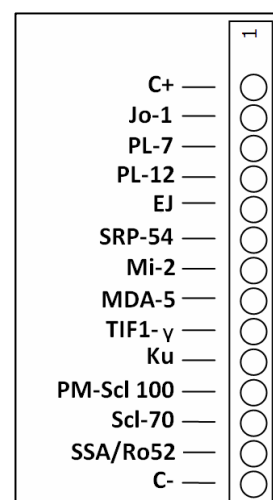 1
C+
Jo-1
PL-7
PL-12
EJ
SRP-54
Mi-2
MDA-5
TIF1- γ
Ku
PM-Scl 100
Scl-70
SSA/Ro52
C-